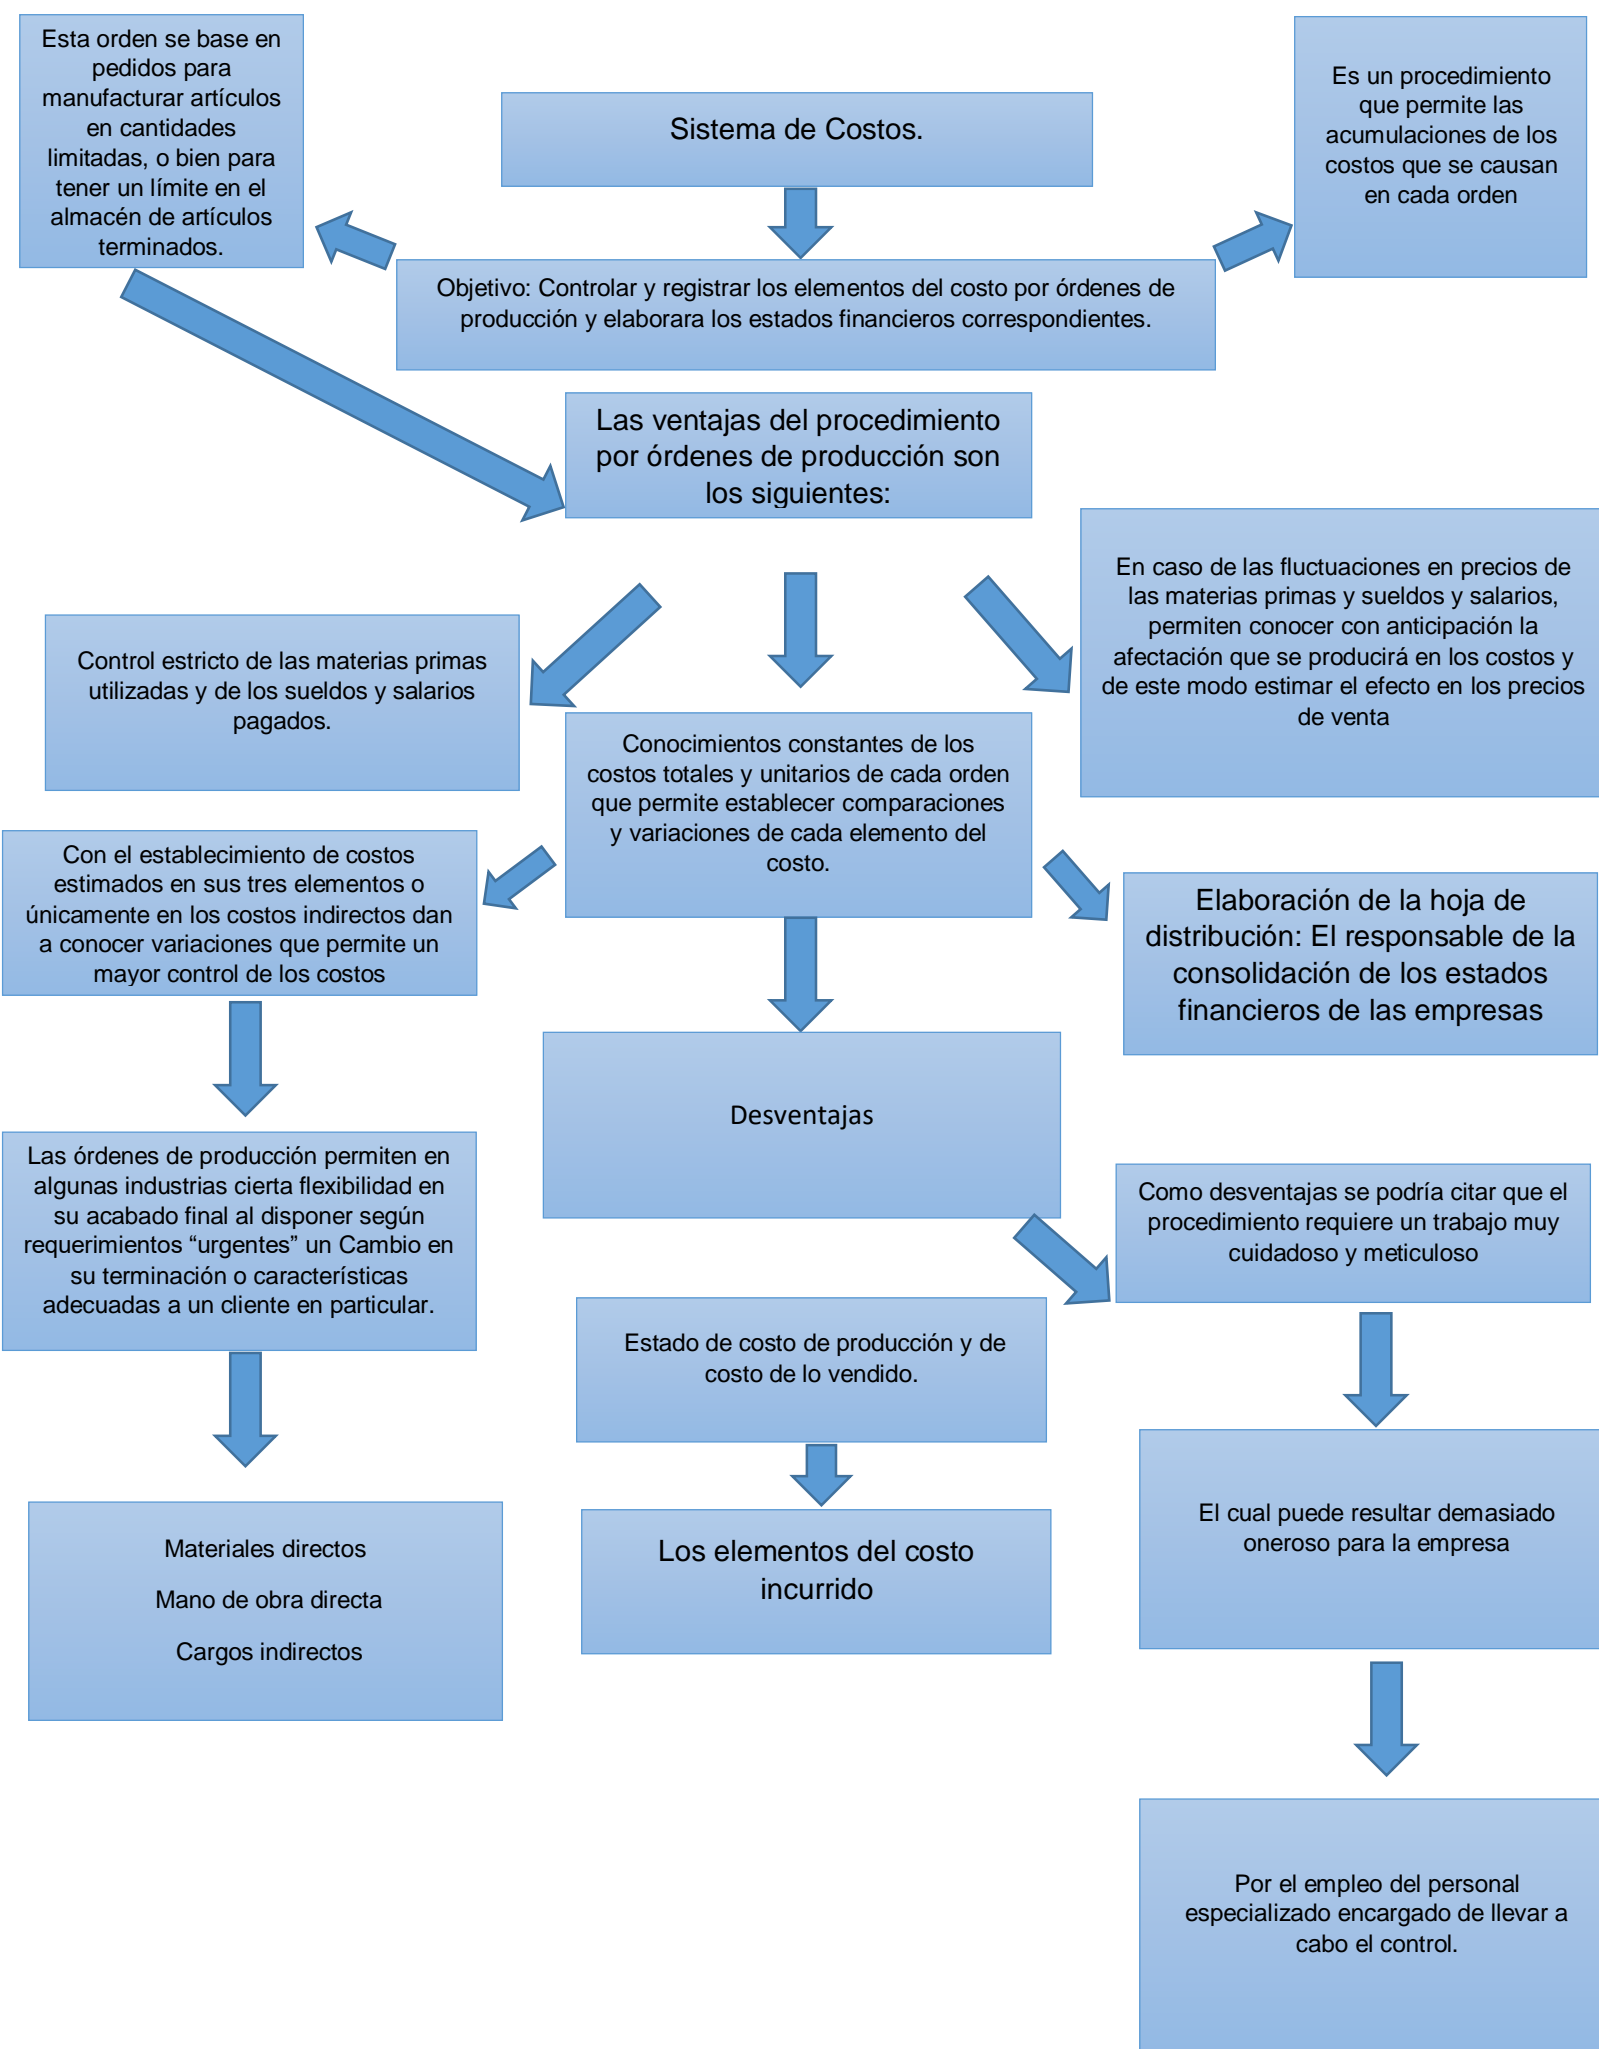 Esta orden se base en
pedidos para
manufacturar artículos
en cantidades
limitadas, o bien para
tener un límite en el
almacén de artículos
terminados.
Sistema de Costos.
Es un procedimiento
que permite las
acumulaciones de los
costos que se causan
en cada orden
Objetivo: Controlar y registrar los elementos del costo por órdenes de
producción y elaborara los estados financieros correspondientes.
Las ventajas del procedimiento
por órdenes de producción son
los siguientes:
Control estricto de las materias primas
utilizadas y de los sueldos y salarios
pagados.
En caso de las fluctuaciones en precios de
las materias primas y sueldos y salarios,
permiten conocer con anticipación la
afectación que se producirá en los costos y
de este modo estimar el efecto en los precios
de venta
Conocimientos constantes de los
costos totales y unitarios de cada orden
que permite establecer comparaciones
y variaciones de cada elemento del
costo.
Con el establecimiento de costos
estimados en sus tres elementos o
únicamente en los costos indirectos dan
a conocer variaciones que permite un
mayor control de los costos
Elaboración de la hoja de
distribución: El responsable de la
consolidación de los estados
financieros de las empresas
Desventajas
Las órdenes de producción permiten en
algunas industrias cierta flexibilidad en
su acabado final al disponer según
requerimientos “urgentes” un Cambio en
su terminación o características
adecuadas a un cliente en particular.
Como desventajas se podría citar que el
procedimiento requiere un trabajo muy
cuidadoso y meticuloso
Estado de costo de producción y de
costo de lo vendido.
El cual puede resultar demasiado
oneroso para la empresa
Materiales directos
Mano de obra directa
Cargos indirectos
Los elementos del costo
incurrido
Por el empleo del personal
especializado encargado de llevar a
cabo el control.